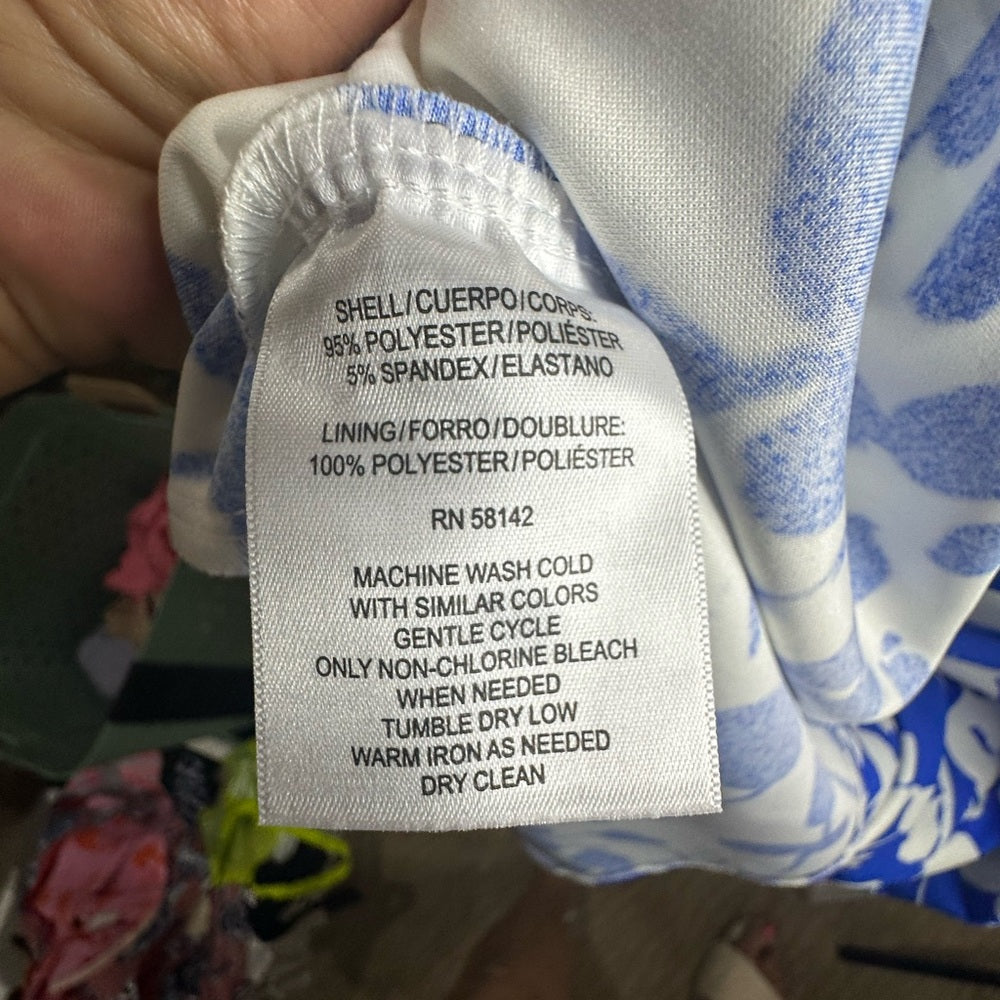 SHELL/CUERPO/CORPS:
95% POLYESTER/POLIÉSTER
5% SPANDEX/ELASTANO
LINING/FORRO/DOUBLURE:
100% POLYESTER/POLIÉSTER
RN 58142
MACHINE WASH COLD
WITH SIMILAR COLORS
GENTLE CYCLE
ONLY NON-CHLORINE BLEACH
WHEN NEEDED
TUMBLE DRY LOW
WARM IRON AS NEEDED
DRY CLEAN